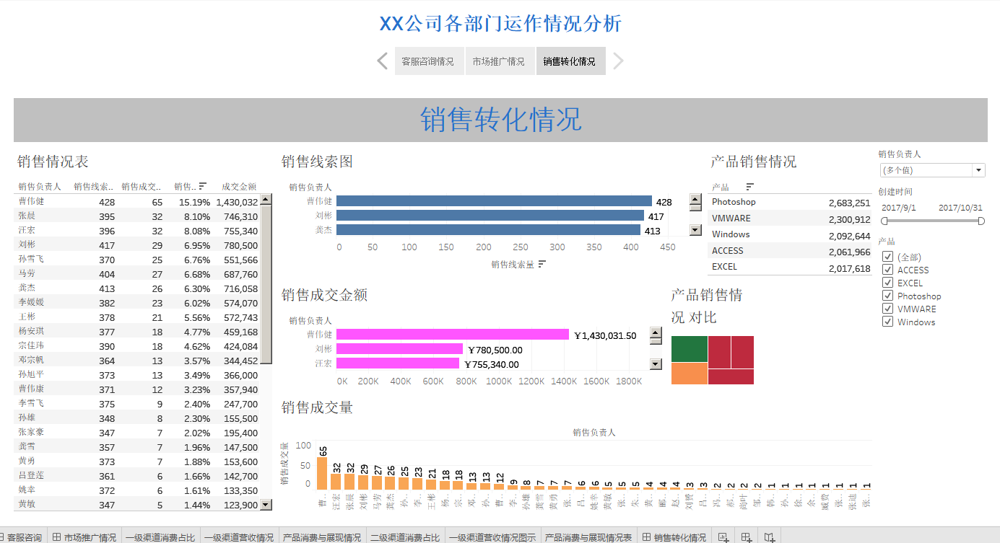 XX公司各部门运作情况分析
客服咨询情况 市场推广情况 销售转化情况
销售转化情况
销售情况表
销售负责人 销售线索.. 销售成交.. 销售.. 成交金额
曹伟健 428 65 15.19% 1,430,032
张晨 395 32 8.10% 746,310
汪宏 396 32 8.08% 755,340
刘彬 417 29 6.95% 780,500
孙雪飞 370 25 6.76% 551,566
马劳 404 27 6.68% 687,760
龚杰 413 26 6.30% 716,058
李媛媛 382 23 6.02% 574,070
王彬 378 21 5.56% 572,743
杨安琪 377 18 4.77% 459,168
宗佳玮 390 18 4.62% 424,084
邓宗帆 364 13 3.57% 344,452
孙旭平 373 13 3.49% 366,000
曹伟康 371 12 3.23% 357,940
李雪飞 375 9 2.40% 247,700
孙雄 348 8 2.30% 155,500
张家豪 347 7 2.02% 195,400
龚雪 357 7 1.96% 147,500
黄勇 373 7 1.88% 153,600
吕登莲 361 6 1.66% 142,700
姚幸 372 6 1.61% 133,350
黄敏 347 5 1.44% 123,900
销售线索图
销售负责人
曹伟健 428
刘彬 417
龚杰 413
0 50 100 150 200 250 300 350 400 450
销售线索量
产品销售情况
产品
Photoshop 2,683,251
VMWARE 2,300,912
Windows 2,092,644
ACCESS 2,061,966
EXCEL 2,017,618
销售负责人
(多个值)
创建时间
2017/9/1 2017/10/31
产品
(全部)
ACCESS
EXCEL
Photoshop
VMWARE
Windows
销售成交金额
销售负责人
曹伟健 ¥1,430,031.50
刘彬 ¥780,500.00
汪宏 ¥755,340.00
0K 200K 400K 600K 800K 1000K 1200K 1400K 1600K 1800K
产品销售情
况 对比
销售成交量
销售负责人
销售成交量
100
50
0
65 32 32 29 27 26 25 23 21 18 18 13 13 12 9 8 7 7 7 6 6 5 5 5 4 4 4 3 3 2 2 2 2 1 1 1 1 1 1 1 1
曹.. 汪宏 张晨 刘彬 马劳 龚杰 孙.. 李.. 王彬 杨.. 宗.. 邓.. 孙.. 曹.. 李.. 孙雄 龚雪 黄勇 张.. 吕.. 姚幸 黄敏 张.. 朱.. 黄.. 郦.. 赵.. 刘赟 吕.. 冯.. 郝.. 尚叶 邹.. 韩.. 孙.. 徐.. 余.. 戚费 张.. 张迪 张..
客服咨询 市场推广情况 一级渠道消费占比 一级渠道营收情况 产品消费与展现情况 二级渠道消费占比 一级渠道营收情况图示 产品消费与展现情况表 销售转化情况